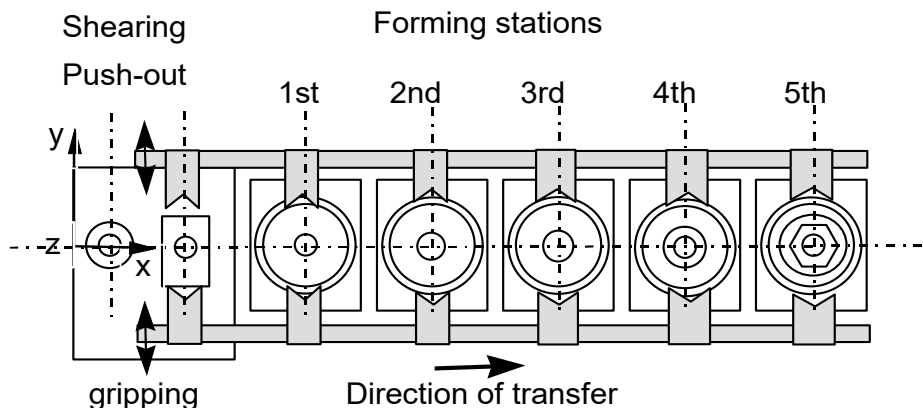 Shearing
Push-out
Forming stations
1st 2nd 3rd 4th 5th
y
z
x
gripping
Direction of transfer